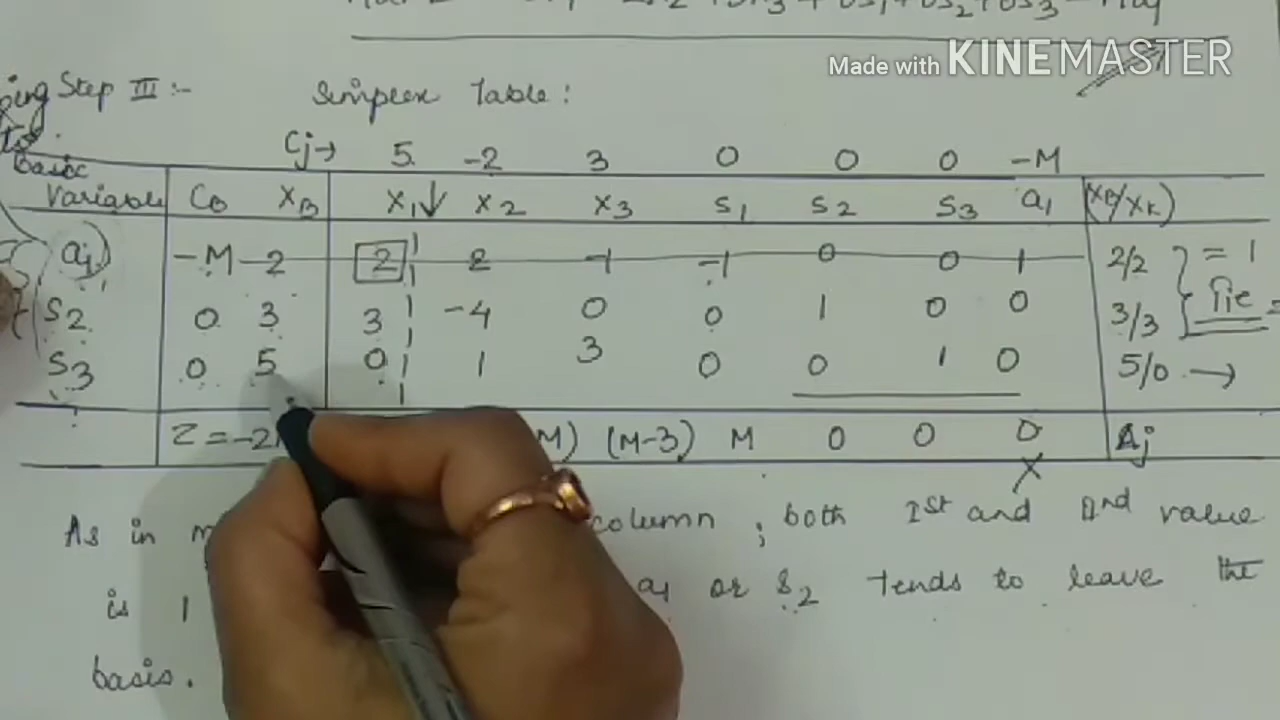 Made with KINEMASTER
Step III :- Simplex Table :
Cj→ 5 -2 3 0 0 0 -M
Basic
Variable CB XB X1↓ X2 X3 S1 S2 S3 a1 (XB/XK)
a1 -M 2 2 2 -1 -1 0 0 1 2/2 } = 1
S2 0 3 3 -4 0 0 1 0 0 3/3 } Tie
S3 0 5 0 1 3 0 0 1 0 5/0 →
Z = -2 M) (M-3) M 0 0 0 Δj
X
As in column ; both Ist and IInd value
is 1 a1 or S2 tends to leave the
basis.